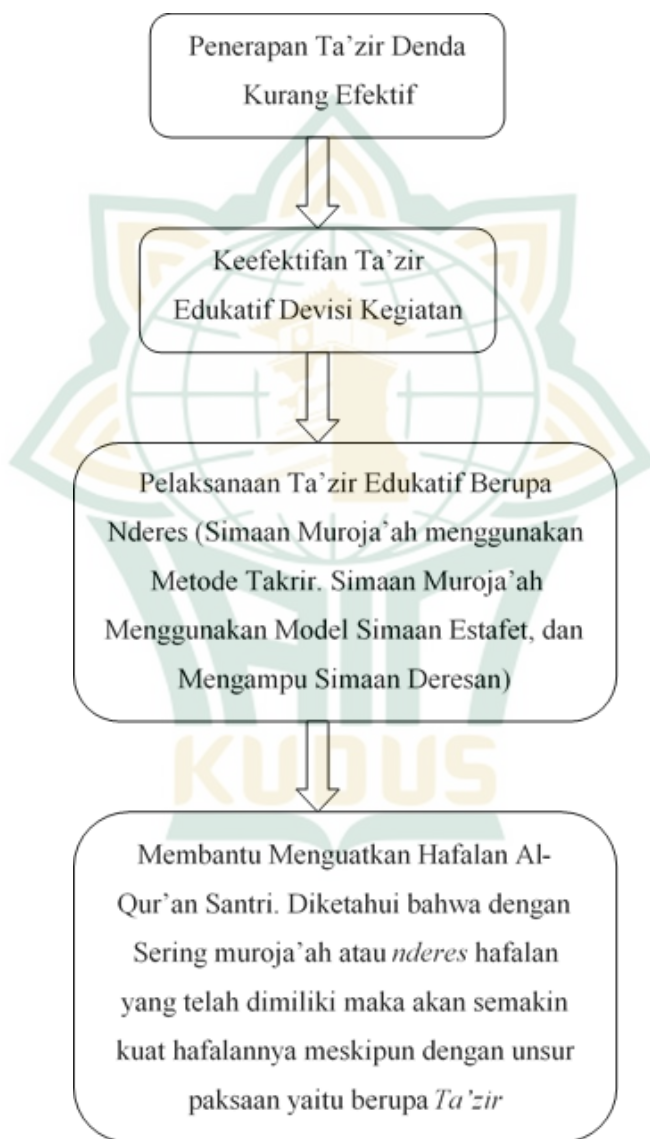 Penerapan Ta’zir Denda
Kurang Efektif
Keefektifan Ta’zir
Edukatif Devisi Kegiatan
Pelaksanaan Ta’zir Edukatif Berupa
Nderes (Simaan Muroja’ah menggunakan
Metode Takrir. Simaan Muroja’ah
Menggunakan Model Simaan Estafet, dan
Mengampu Simaan Deresan)
KUDUS
Membantu Menguatkan Hafalan Al-
Qur’an Santri. Diketahui bahwa dengan
Sering muroja’ah atau nderes hafalan
yang telah dimiliki maka akan semakin
kuat hafalannya meskipun dengan unsur
paksaan yaitu berupa Ta’zir